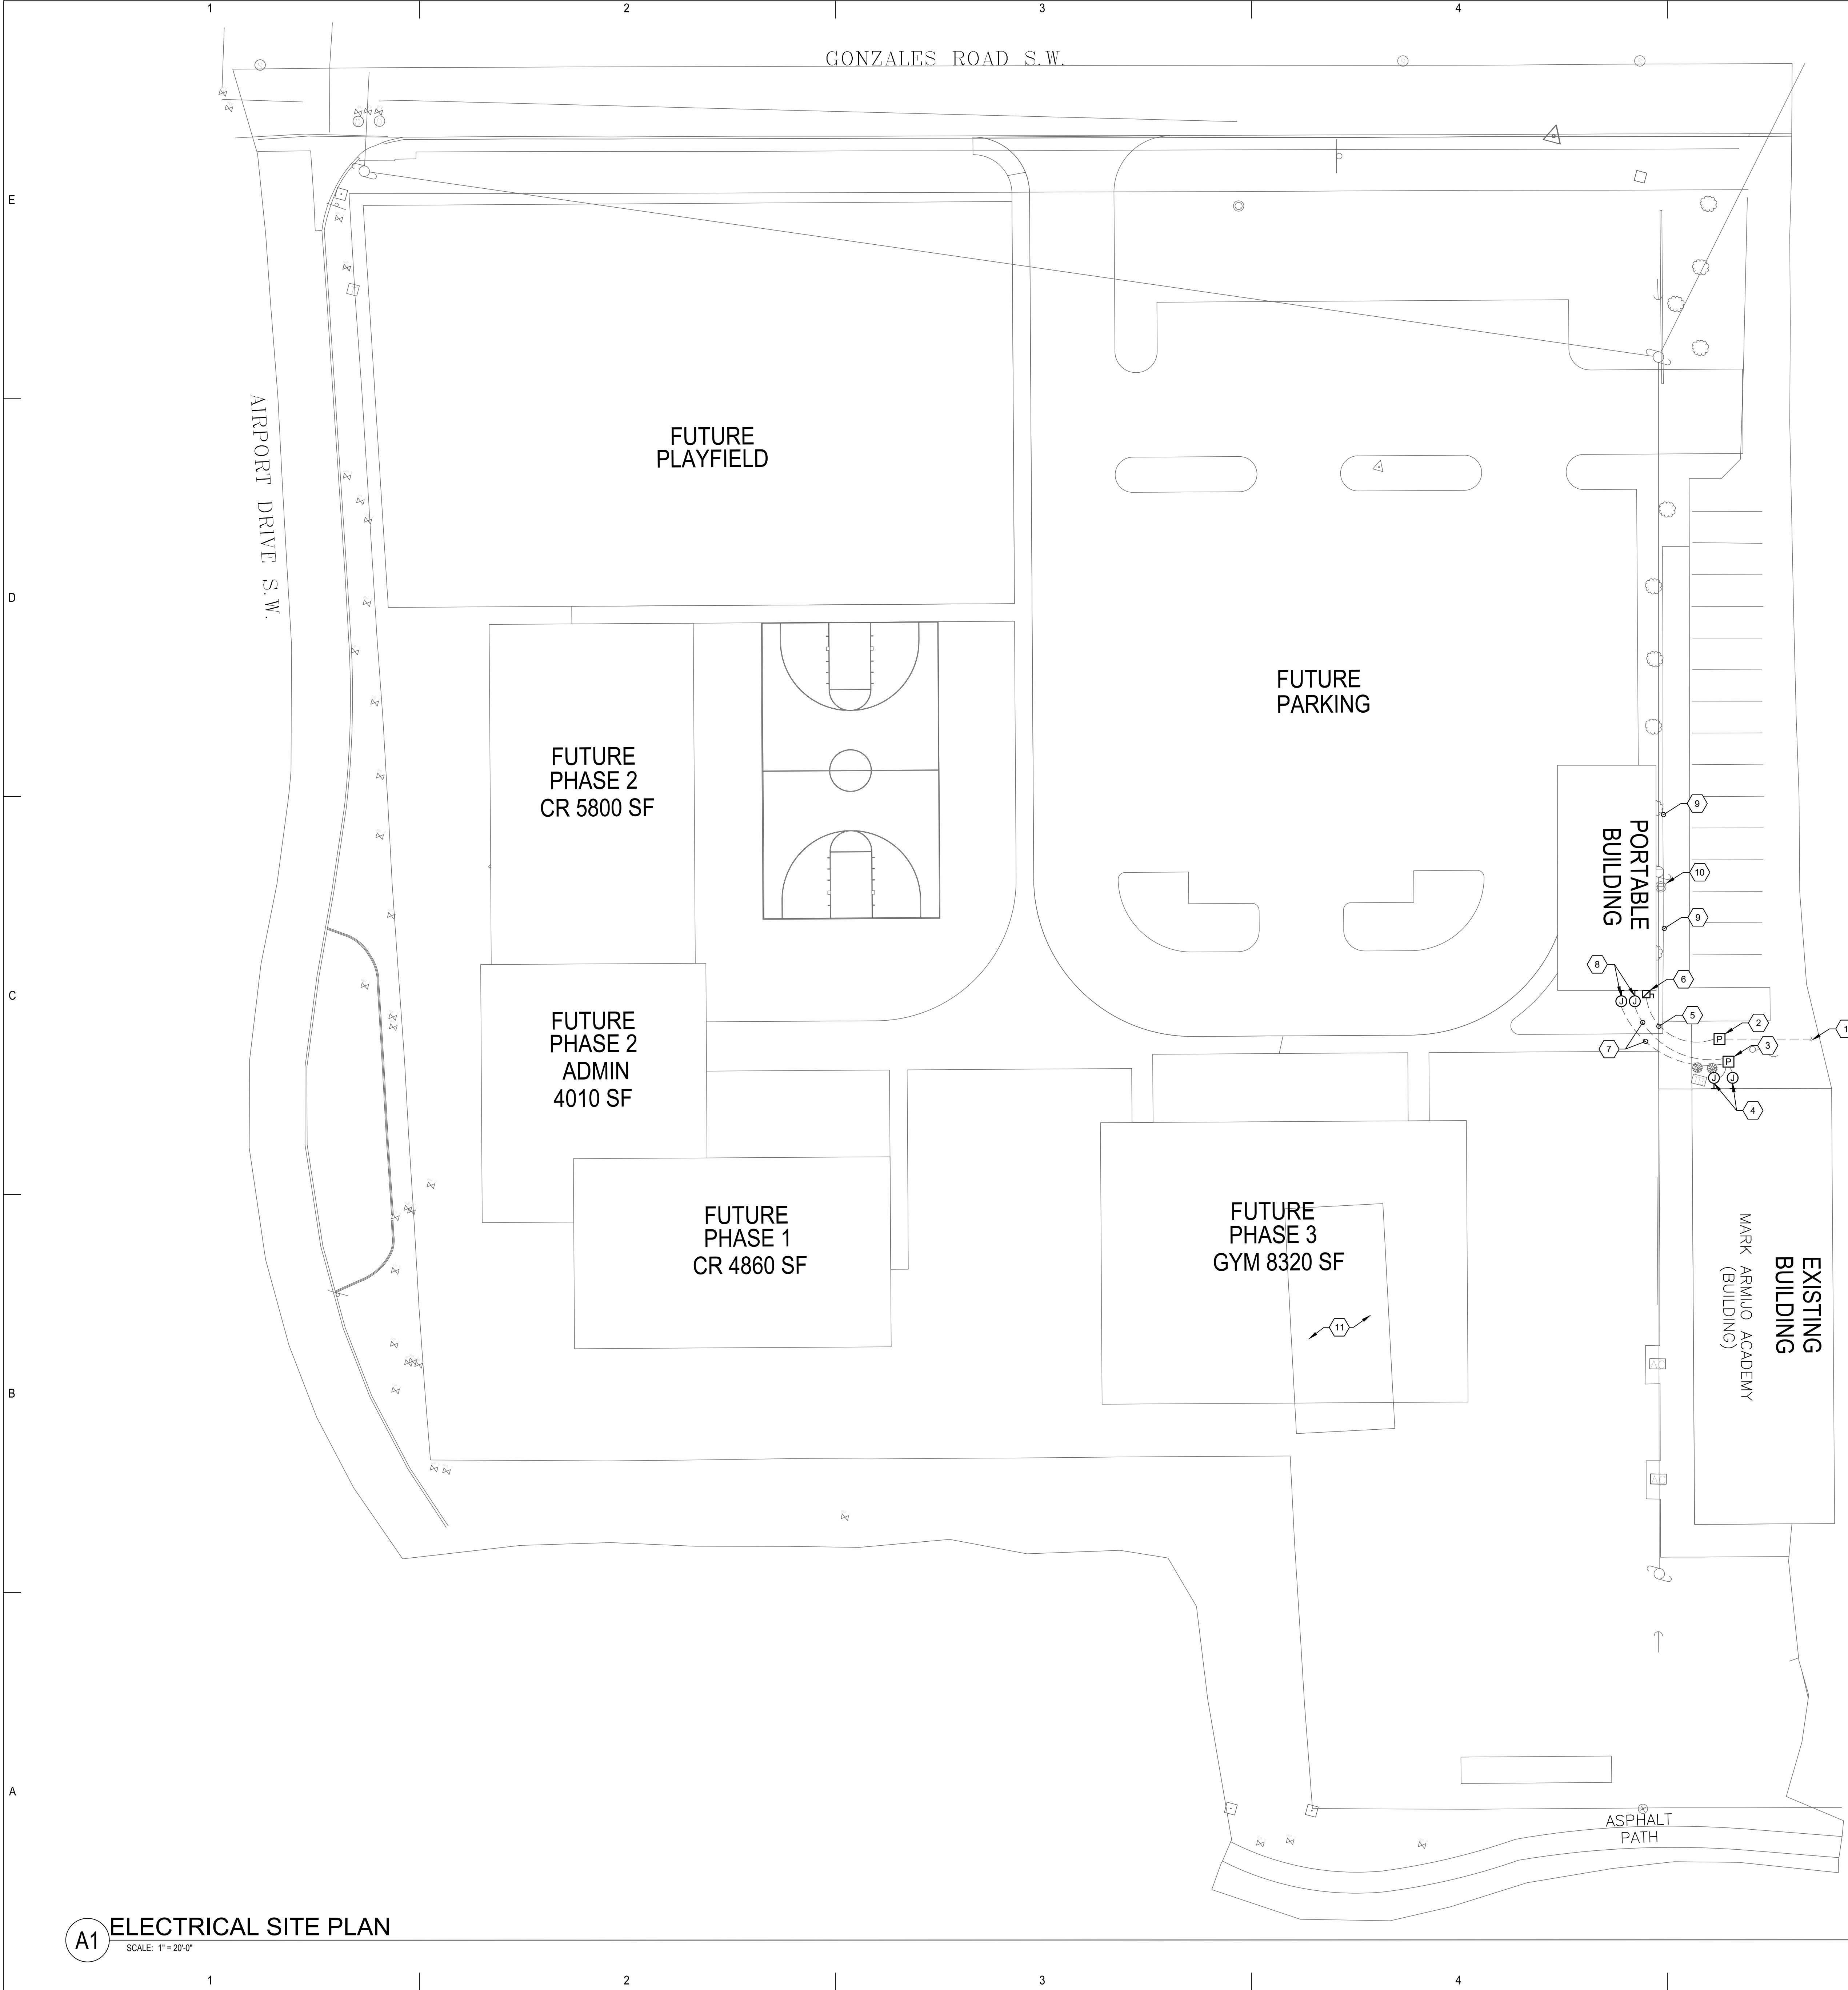 1
2
3
4
GONZALES ROAD S.W.
E
AIRPORT DRIVE S.W.
FUTURE
PLAYFIELD
D
FUTURE
PARKING
FUTURE
PHASE 2
CR 5800 SF
PORTABLE
BUILDING
9
10
9
8
6
J
J
5
2
P
1
7
3
P
J
J
4
C
FUTURE
PHASE 2
ADMIN
4010 SF
FUTURE
PHASE 1
CR 4860 SF
FUTURE
PHASE 3
GYM 8320 SF
11
EXISTING
BUILDING
MARK ARMIJO ACADEMY
(BUILDING)
B
A
ASPHALT
PATH
A1
ELECTRICAL SITE PLAN
SCALE: 1" = 20'-0"
1
2
3
4